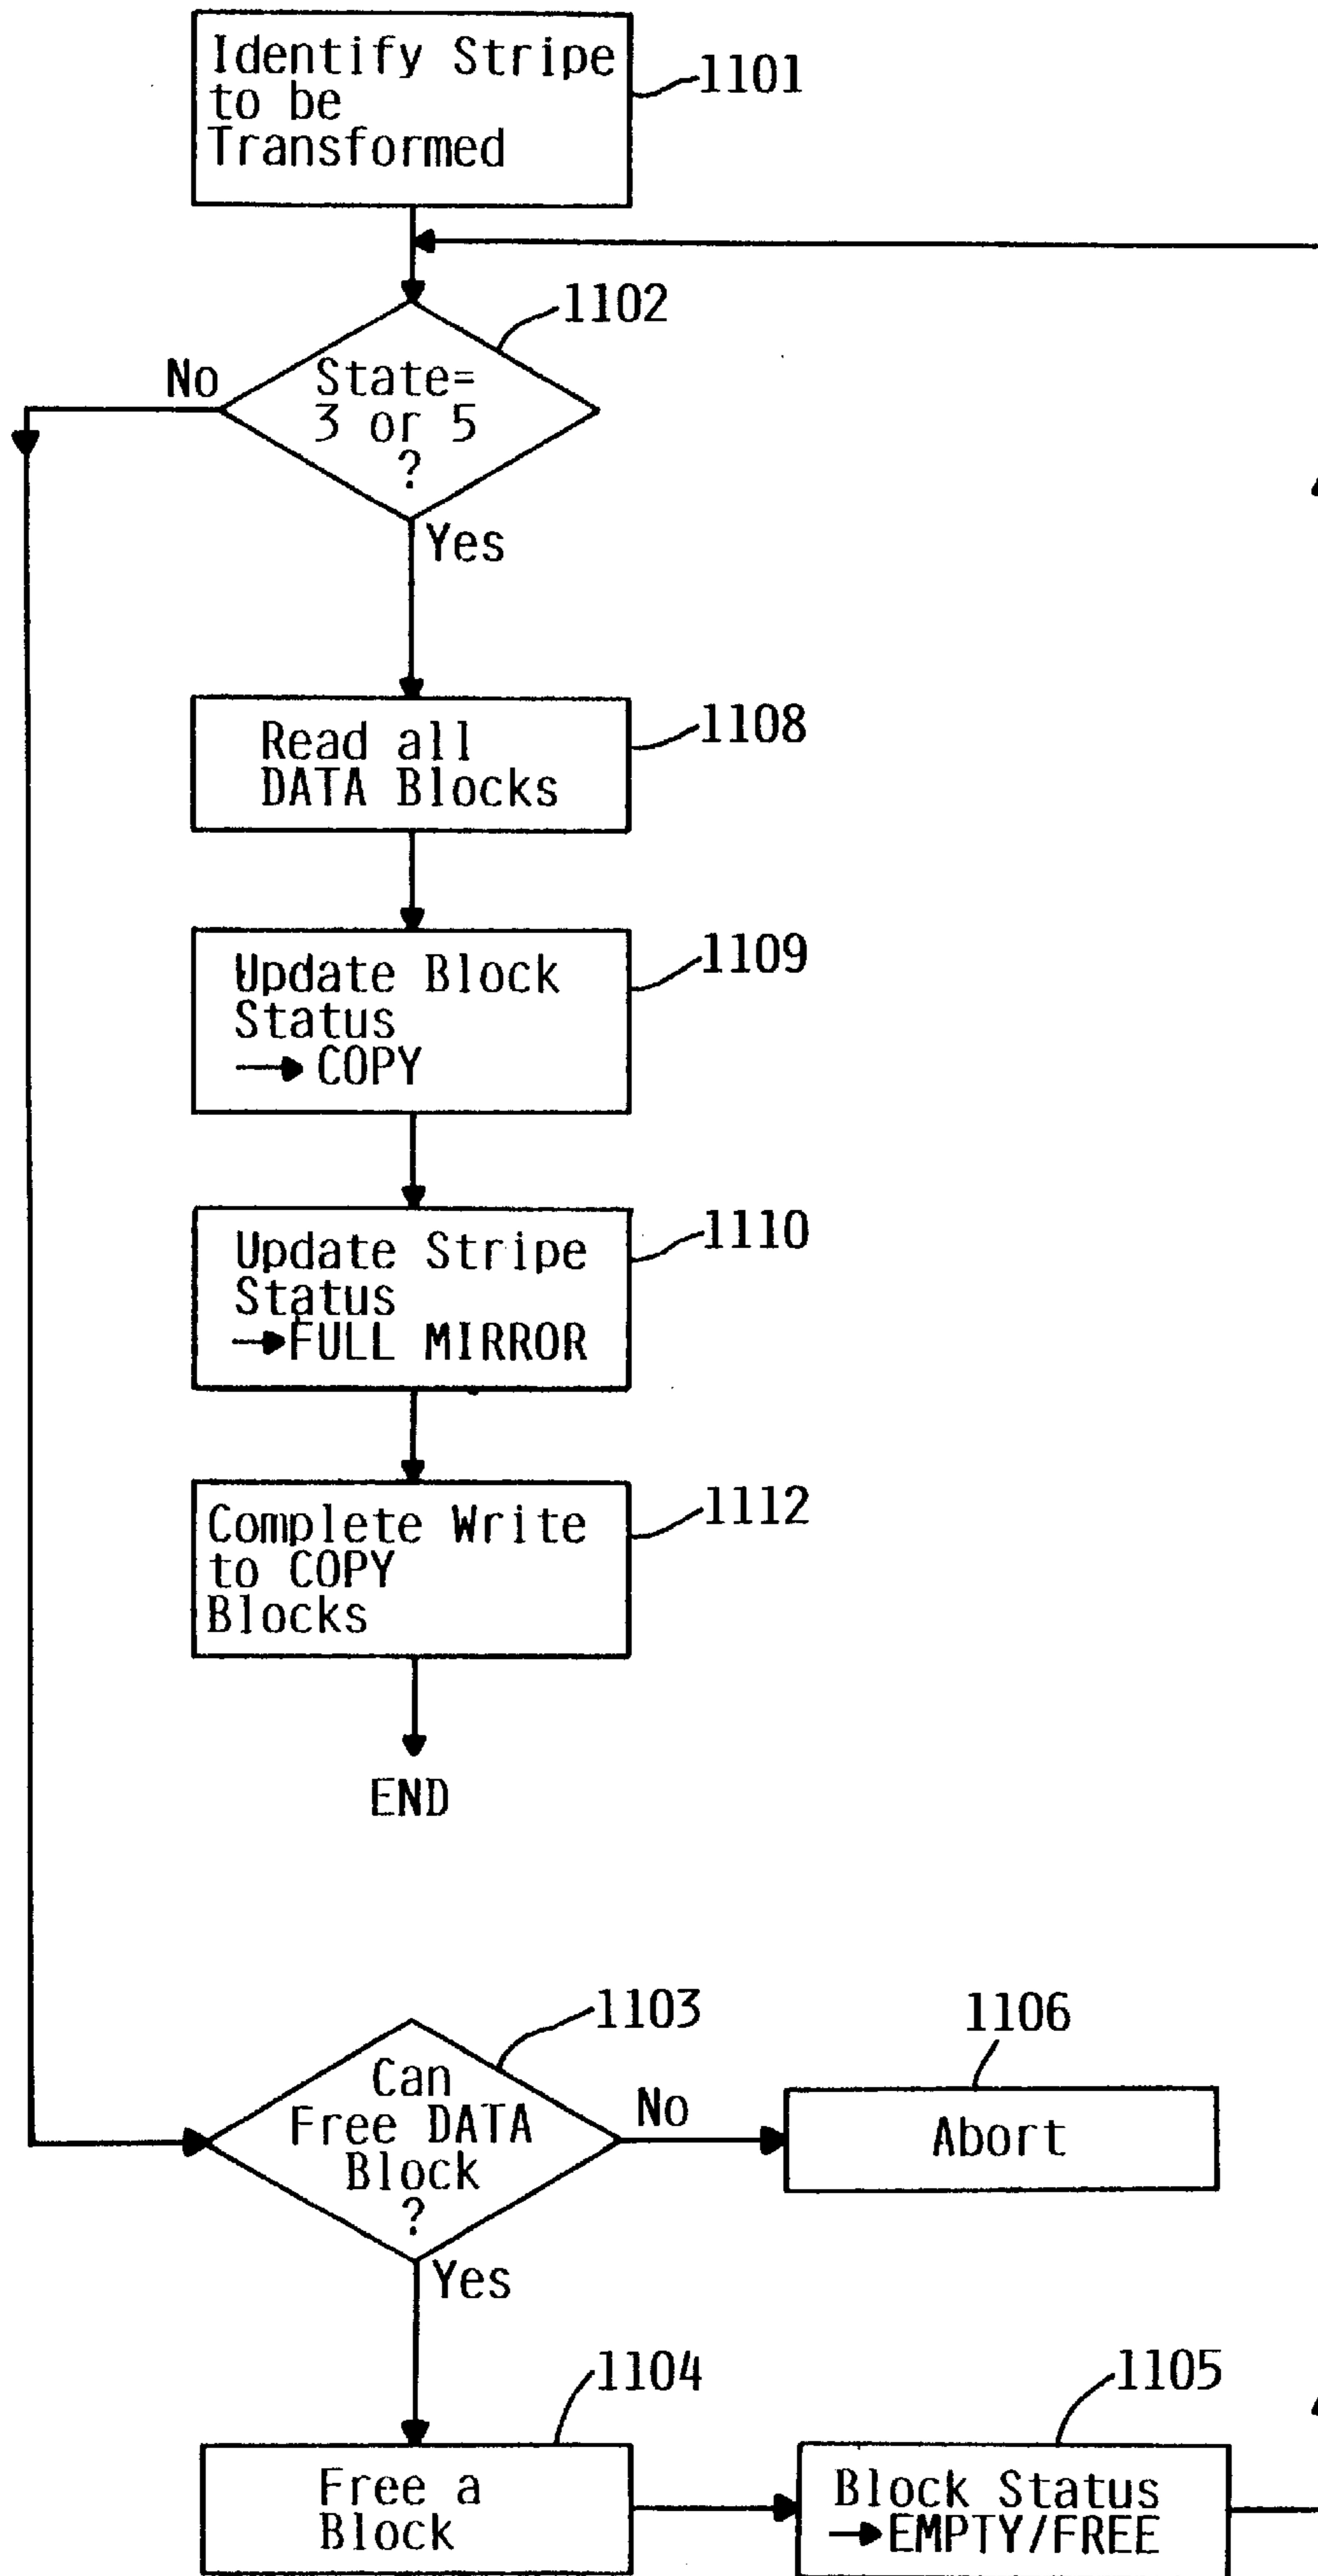 Identify Stripe
to be
Transformed
1101
1102
No
State=
3 or 5
?
Yes
1108
Read all
DATA Blocks
1109
Update Block
Status
→ COPY
1110
Update Stripe
Status
→FULL MIRROR
1112
Complete Write
to COPY
Blocks
END
1103
1106
Can
Free DATA
Block
?
No
Abort
Yes
1104
1105
Free a
Block
Block Status
→EMPTY/FREE